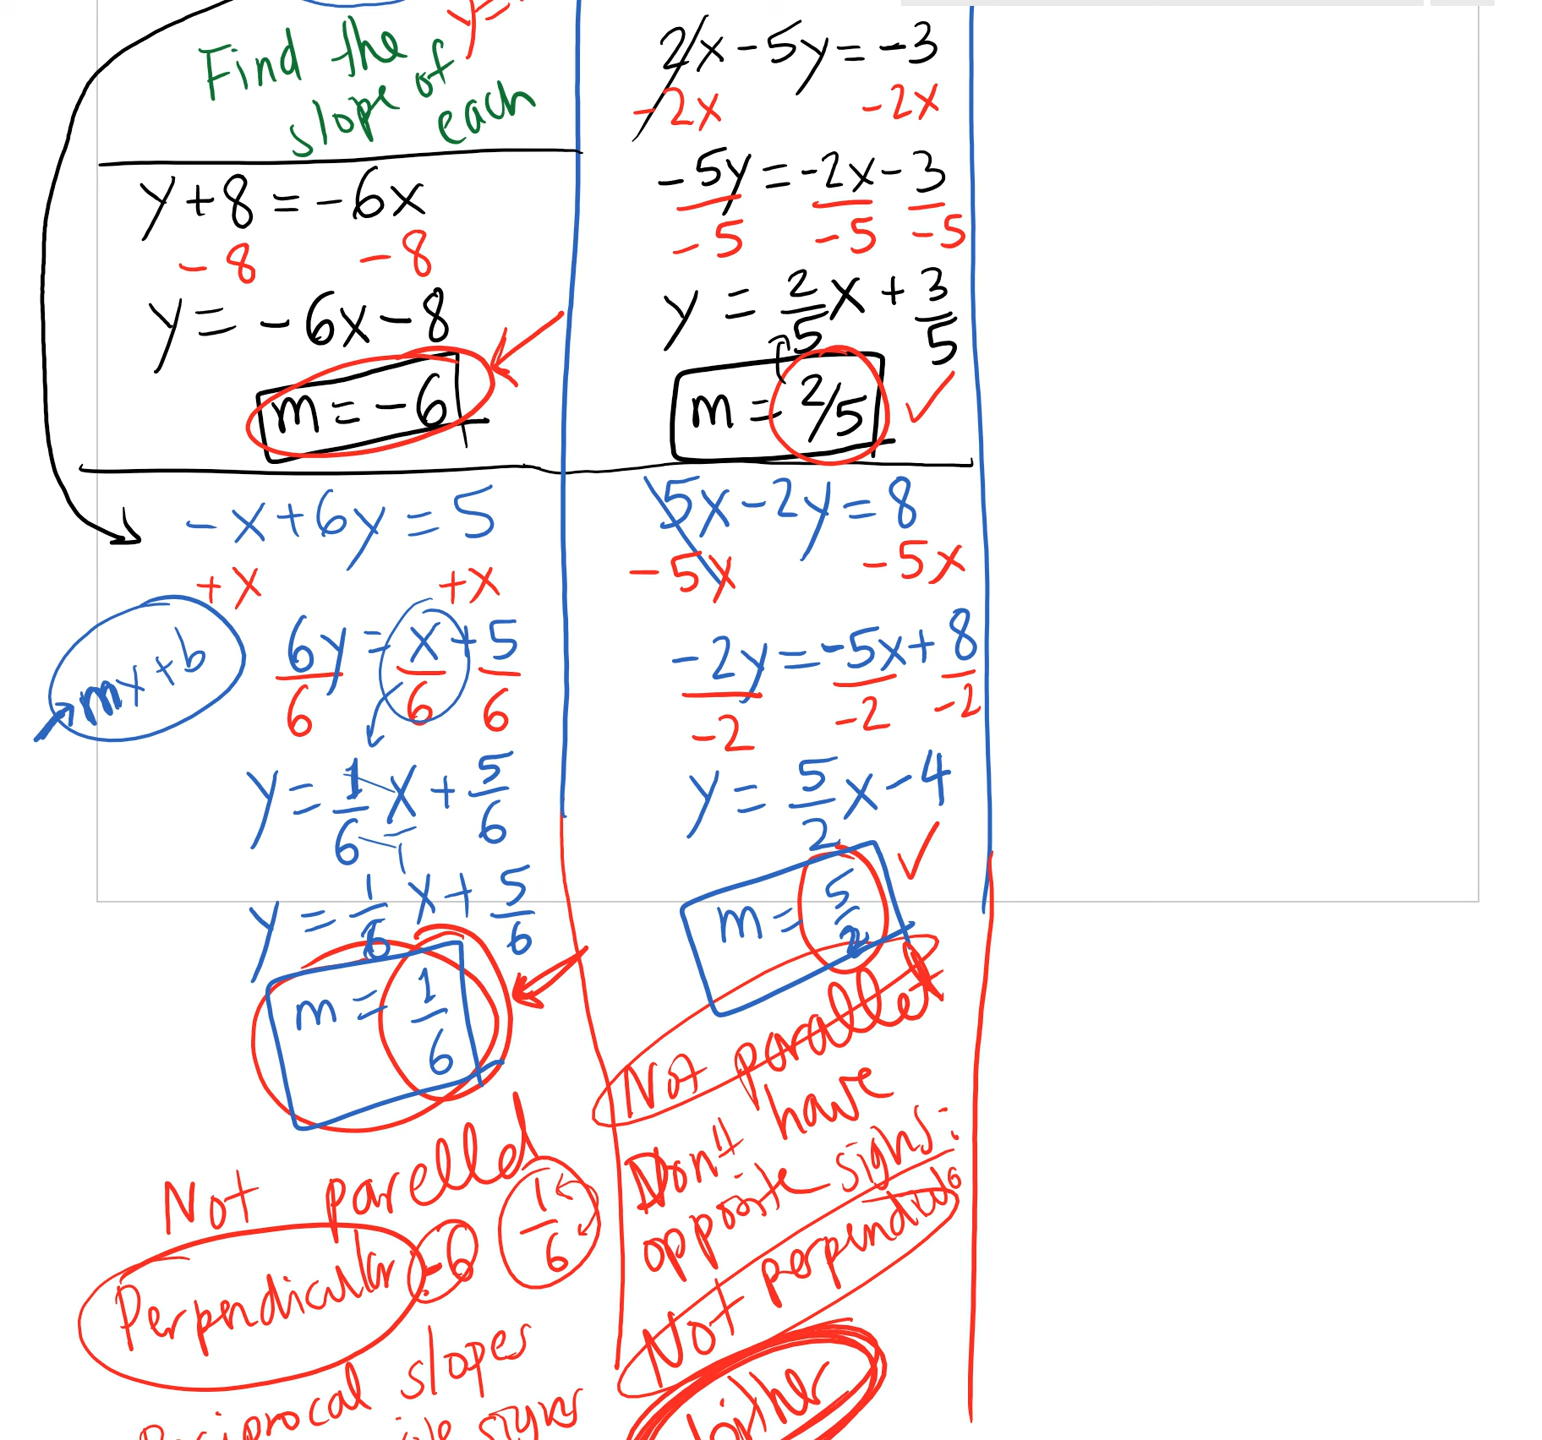 y=
Find the
slope of
each
y+8=-6x
-8 -8
y=-6x-8
m=-6
-x+6y=5
+x +x
mx+b
6y=x+5
6 6 6
y=1/6 x/1+5/6
y=1/6x+5/6
m=1/6
Not parelled
Perpendicular -6 1/6
Reciprocal slopes
signs
2x-5y=-3
-2x -2x
-5y=-2x-3
-5 -5 -5
y=2/5x+3/5
m=2/5
5x-2y=8
-5x -5x
-2y=-5x+8
-2 -2 -2
y=5/2x-4
m=5/2
Not parallel
Don't have
opposite signs:
Not perpendicular